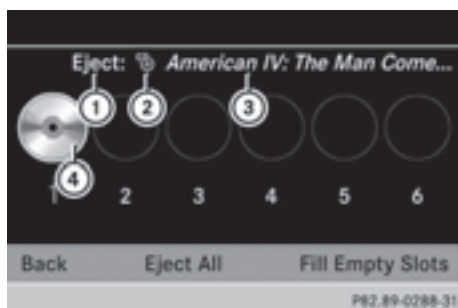 Eject: American IV: The Man Come...
1 2 3
4
1 2 3 4 5 6
Back Eject All Fill Empty Slots
P82.89-0288-31